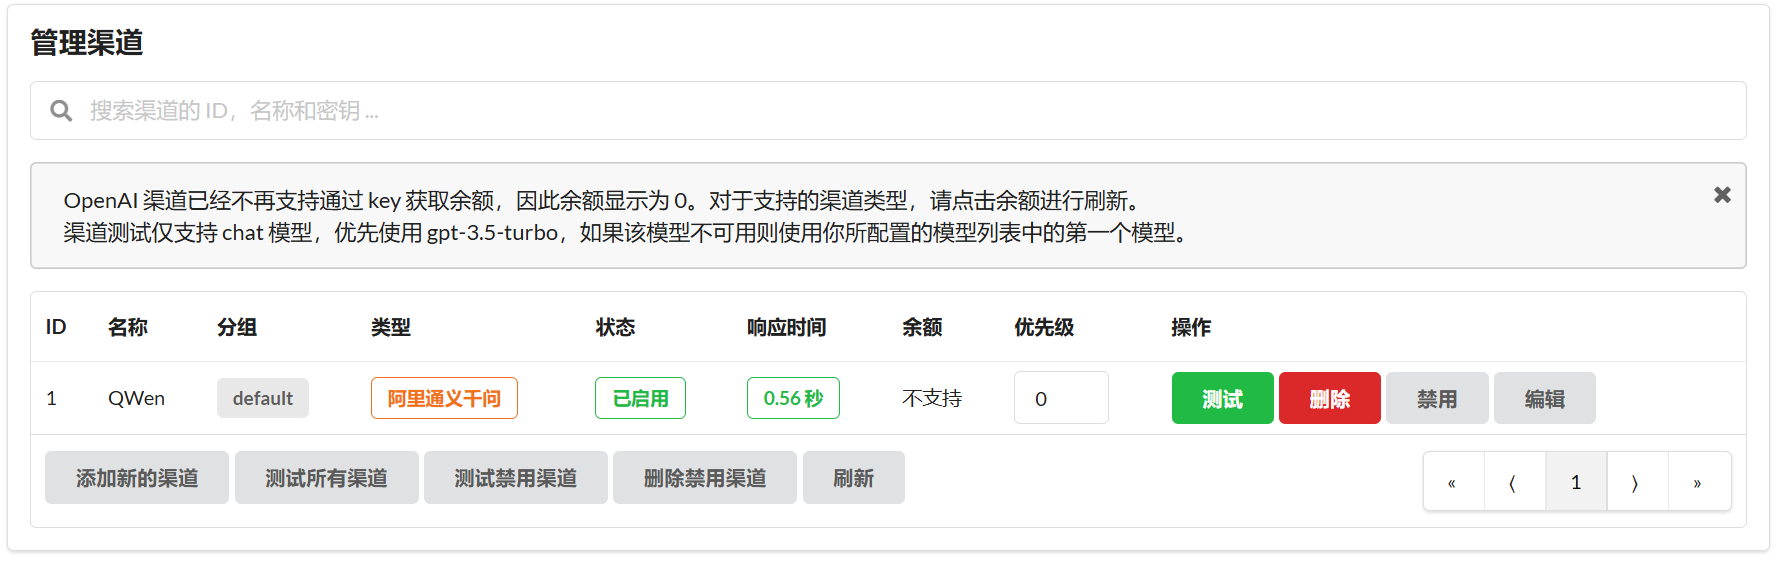 管理渠道
搜索渠道的 ID，名称和密钥 ...
OpenAI 渠道已经不再支持通过 key 获取余额，因此余额显示为 0。对于支持的渠道类型，请点击余额进行刷新。
渠道测试仅支持 chat 模型，优先使用 gpt-3.5-turbo，如果该模型不可用则使用你所配置的模型列表中的第一个模型。
ID 名称 分组 类型 状态 响应时间 余额 优先级 操作
1 QWen default 阿里通义千问 已启用 0.56 秒 不支持 0 测试 删除 禁用 编辑
添加新的渠道 测试所有渠道 测试禁用渠道 删除禁用渠道 刷新 « ⟨ 1 ⟩ »